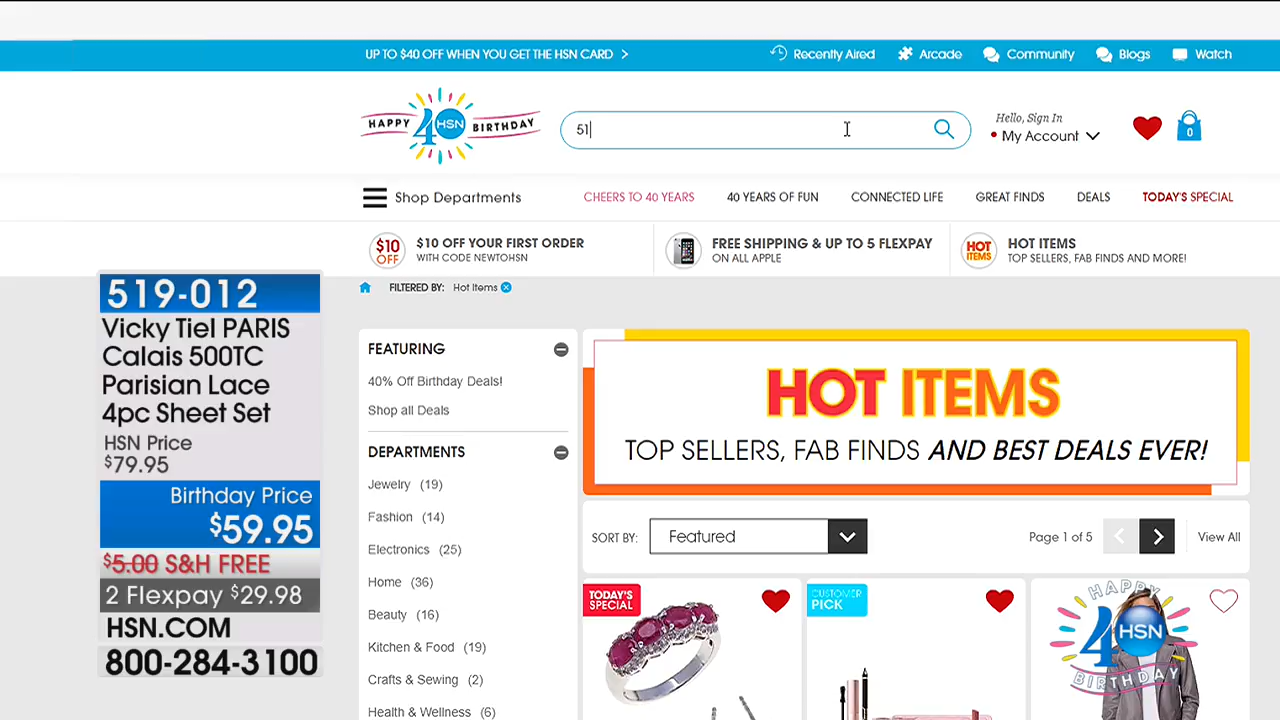 UP TO $40 OFF WHEN YOU GET THE HSN CARD >
Recently Aired
Arcade
Community
Blogs
Watch
HAPPY 40 HSN BIRTHDAY
51
Hello, Sign In
My Account
0
Shop Departments
CHEERS TO 40 YEARS
40 YEARS OF FUN
CONNECTED LIFE
GREAT FINDS
DEALS
TODAY'S SPECIAL
$10 OFF
$10 OFF YOUR FIRST ORDER
WITH CODE NEWTOHSN
FREE SHIPPING & UP TO 5 FLEXPAY
ON ALL APPLE
HOT ITEMS
HOT ITEMS
TOP SELLERS, FAB FINDS AND MORE!
FILTERED BY: Hot Items
519-012
Vicky Tiel PARIS
Calais 500TC
Parisian Lace
4pc Sheet Set
HSN Price
$79.95
Birthday Price
$59.95
$5.00 S&H FREE
2 Flexpay $29.98
HSN.COM
800-284-3100
FEATURING
40% Off Birthday Deals!
Shop all Deals
DEPARTMENTS
Jewelry (19)
Fashion (14)
Electronics (25)
Home (36)
Beauty (16)
Kitchen & Food (19)
Crafts & Sewing (2)
Health & Wellness (6)
HOT ITEMS
TOP SELLERS, FAB FINDS AND BEST DEALS EVER!
SORT BY: Featured
Page 1 of 5
View All
TODAY'S SPECIAL
CUSTOMER PICK
HAPPY 40 HSN BIRTHDAY